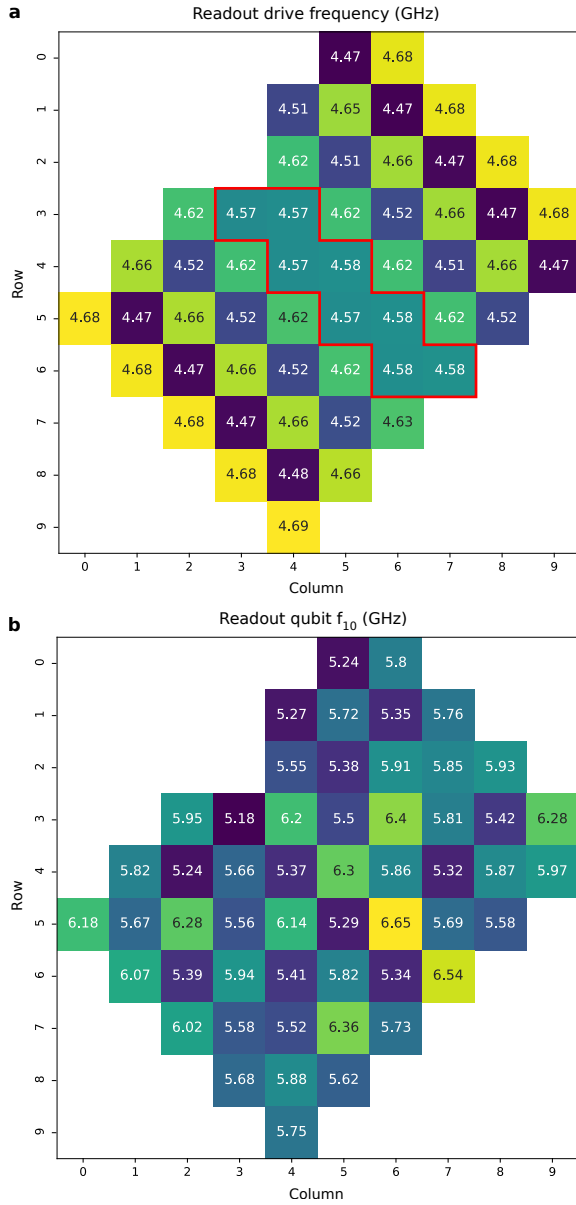 a
Readout drive frequency (GHz)
0
4.47 4.68
1
4.51 4.65 4.47 4.68
2
4.62 4.51 4.66 4.47 4.68
3
4.62 4.57 4.57 4.62 4.52 4.66 4.47 4.68
4
4.66 4.52 4.62 4.57 4.58 4.62 4.51 4.66 4.47
Row
5
4.68 4.47 4.66 4.52 4.62 4.57 4.58 4.62 4.52
6
4.68 4.47 4.66 4.52 4.62 4.58 4.58
7
4.68 4.47 4.66 4.52 4.63
8
4.68 4.48 4.66
9
4.69
0 1 2 3 4 5 6 7 8 9
Column
b
Readout qubit f10 (GHz)
0
5.24 5.8
1
5.27 5.72 5.35 5.76
2
5.55 5.38 5.91 5.85 5.93
3
5.95 5.18 6.2 5.5 6.4 5.81 5.42 6.28
4
5.82 5.24 5.66 5.37 6.3 5.86 5.32 5.87 5.97
Row
5
6.18 5.67 6.28 5.56 6.14 5.29 6.65 5.69 5.58
6
6.07 5.39 5.94 5.41 5.82 5.34 6.54
7
6.02 5.58 5.52 6.36 5.73
8
5.68 5.88 5.62
9
5.75
0 1 2 3 4 5 6 7 8 9
Column